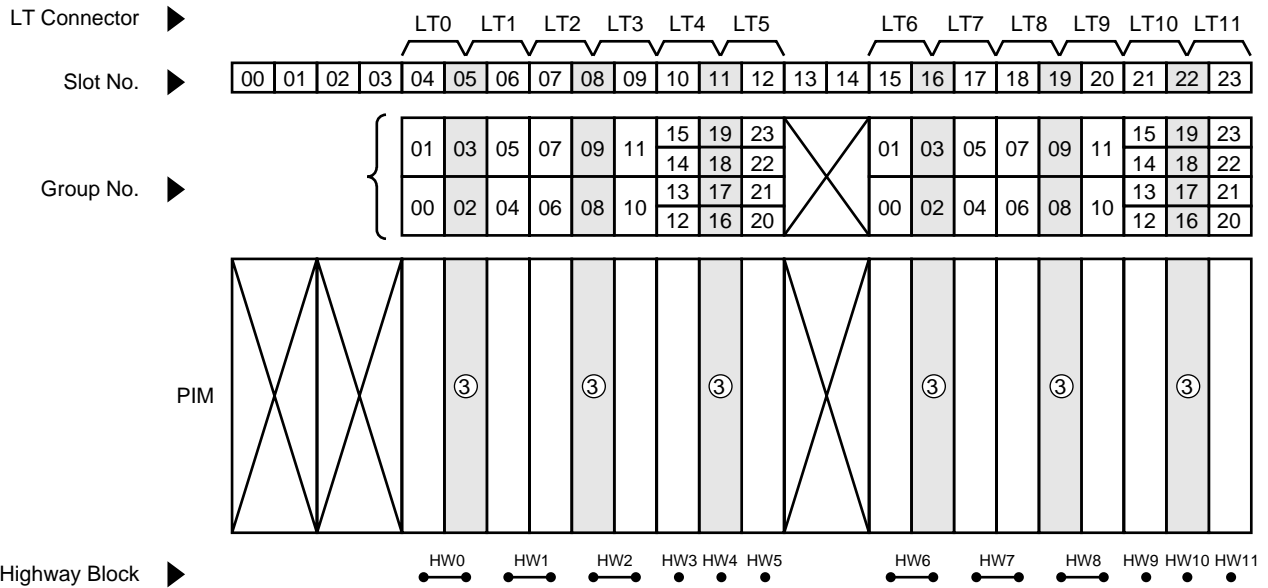 LT Connector
LT0 LT1 LT2 LT3 LT4 LT5 LT6 LT7 LT8 LT9 LT10 LT11
Slot No.
00 01 02 03 04 05 06 07 08 09 10 11 12 13 14 15 16 17 18 19 20 21 22 23
Group No.
01 03 05 07 09 11 15 19 23 01 03 05 07 09 11 15 19 23
14 18 22 14 18 22
00 02 04 06 08 10 13 17 21 00 02 04 06 08 10 13 17 21
12 16 20 12 16 20
PIM
③ ③ ③ ③ ③ ③
Highway Block
HW0 HW1 HW2 HW3 HW4 HW5 HW6 HW7 HW8 HW9 HW10 HW11